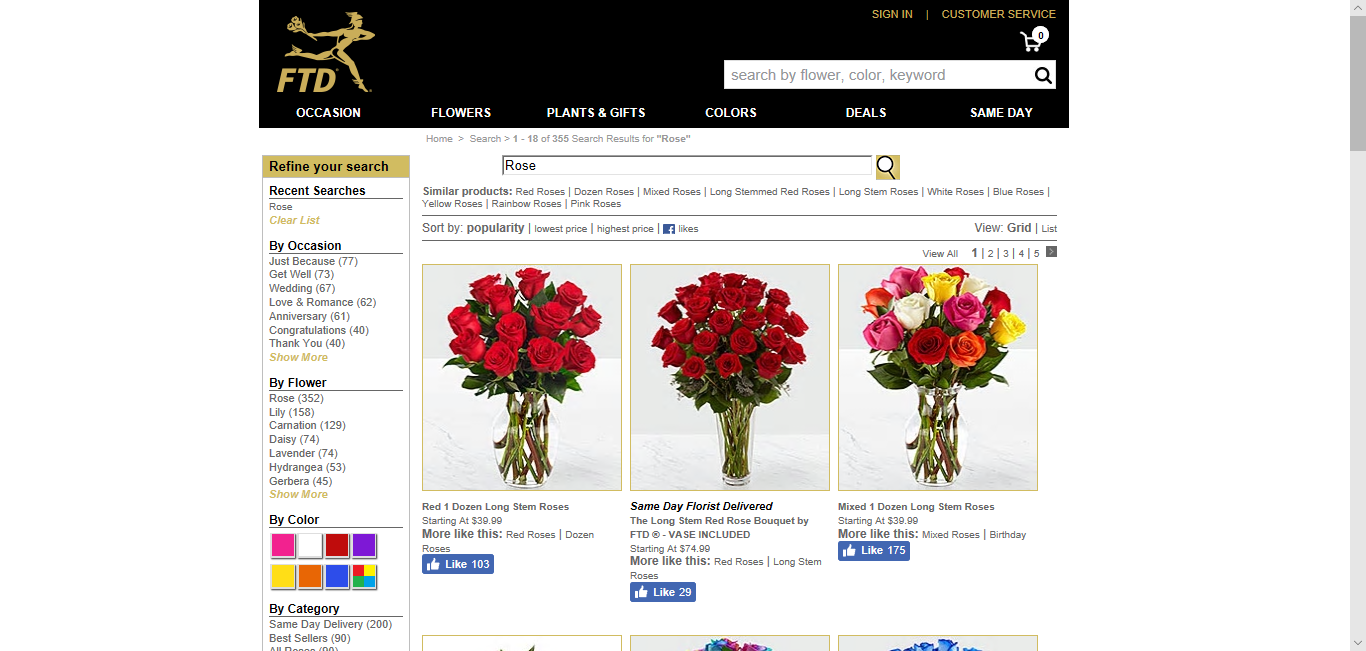 SIGN IN | CUSTOMER SERVICE
0
FTD
search by flower, color, keyword
OCCASION FLOWERS PLANTS & GIFTS COLORS DEALS SAME DAY
Home > Search > 1 - 18 of 355 Search Results for "Rose"
Refine your search
Recent Searches
Rose
Clear List
By Occasion
Just Because (77)
Get Well (73)
Wedding (67)
Love & Romance (62)
Anniversary (61)
Congratulations (40)
Thank You (40)
Show More
By Flower
Rose (352)
Lily (158)
Carnation (129)
Daisy (74)
Lavender (74)
Hydrangea (53)
Gerbera (45)
Show More
By Color
By Category
Same Day Delivery (200)
Best Sellers (90)
All Roses (90)
Rose
Similar products: Red Roses | Dozen Roses | Mixed Roses | Long Stemmed Red Roses | Long Stem Roses | White Roses | Blue Roses |
Yellow Roses | Rainbow Roses | Pink Roses
Sort by: popularity | lowest price | highest price | f likes
View: Grid | List
View All 1 | 2 | 3 | 4 | 5 >
Red 1 Dozen Long Stem Roses
Starting At $39.99
More like this: Red Roses | Dozen
Roses
Like 103
Same Day Florist Delivered
The Long Stem Red Rose Bouquet by
FTD ® - VASE INCLUDED
Starting At $74.99
More like this: Red Roses | Long Stem
Roses
Like 29
Mixed 1 Dozen Long Stem Roses
Starting At $39.99
More like this: Mixed Roses | Birthday
Like 175